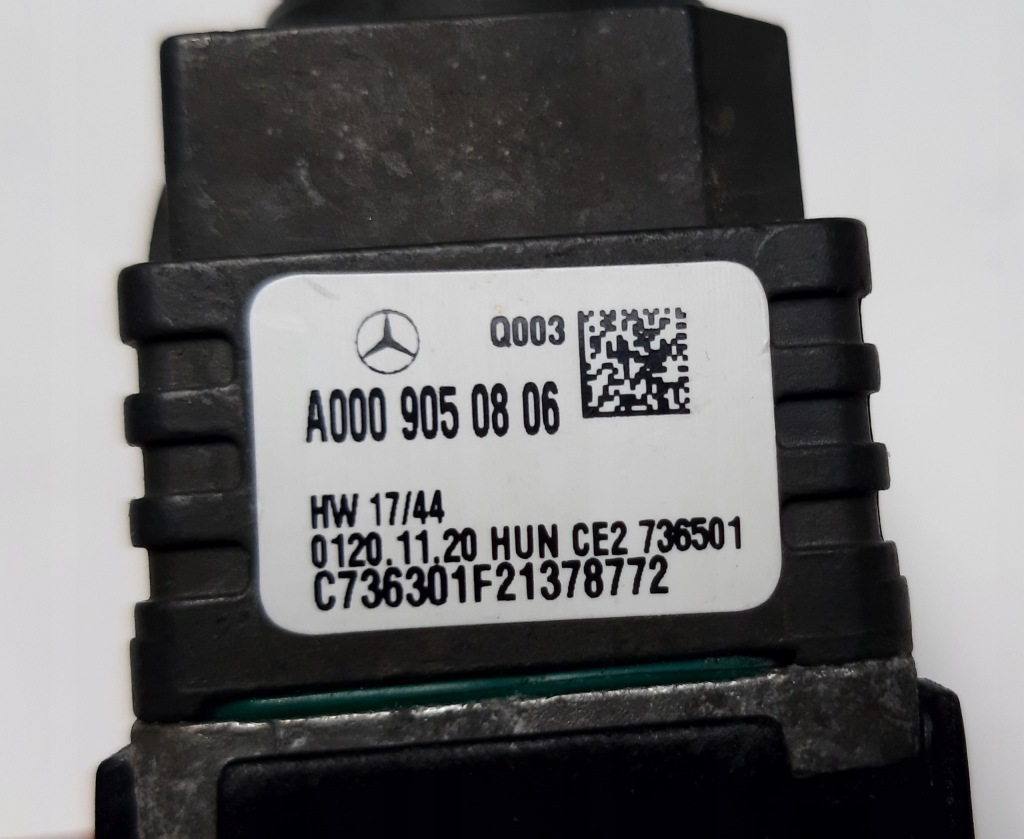 Q003
A000 905 08 06
HW 17/44
0120.11.20 HUN CE2 736501
C736301F21378772